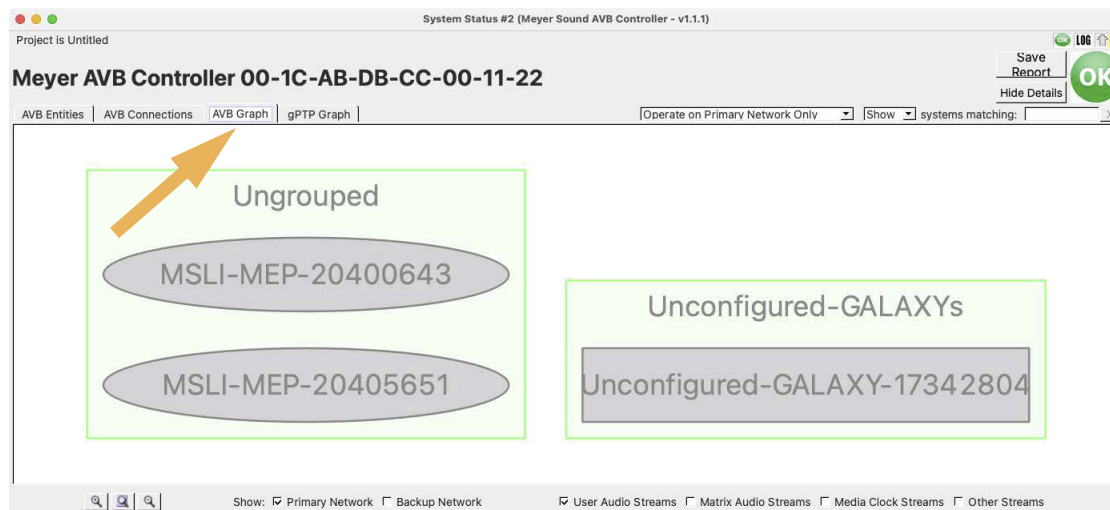 System Status #2 (Meyer Sound AVB Controller - v1.1.1)
Project is Untitled
OK LOG
Meyer AVB Controller 00-1C-AB-DB-CC-00-11-22
Save Report
OK
Hide Details
AVB Entities AVB Connections AVB Graph gPTP Graph Operate on Primary Network Only Show systems matching:
Ungrouped
MSLI-MEP-20400643
MSLI-MEP-20405651
Unconfigured-GALAXYs
Unconfigured-GALAXY-17342804
Show: Primary Network Backup Network User Audio Streams Matrix Audio Streams Media Clock Streams Other Streams